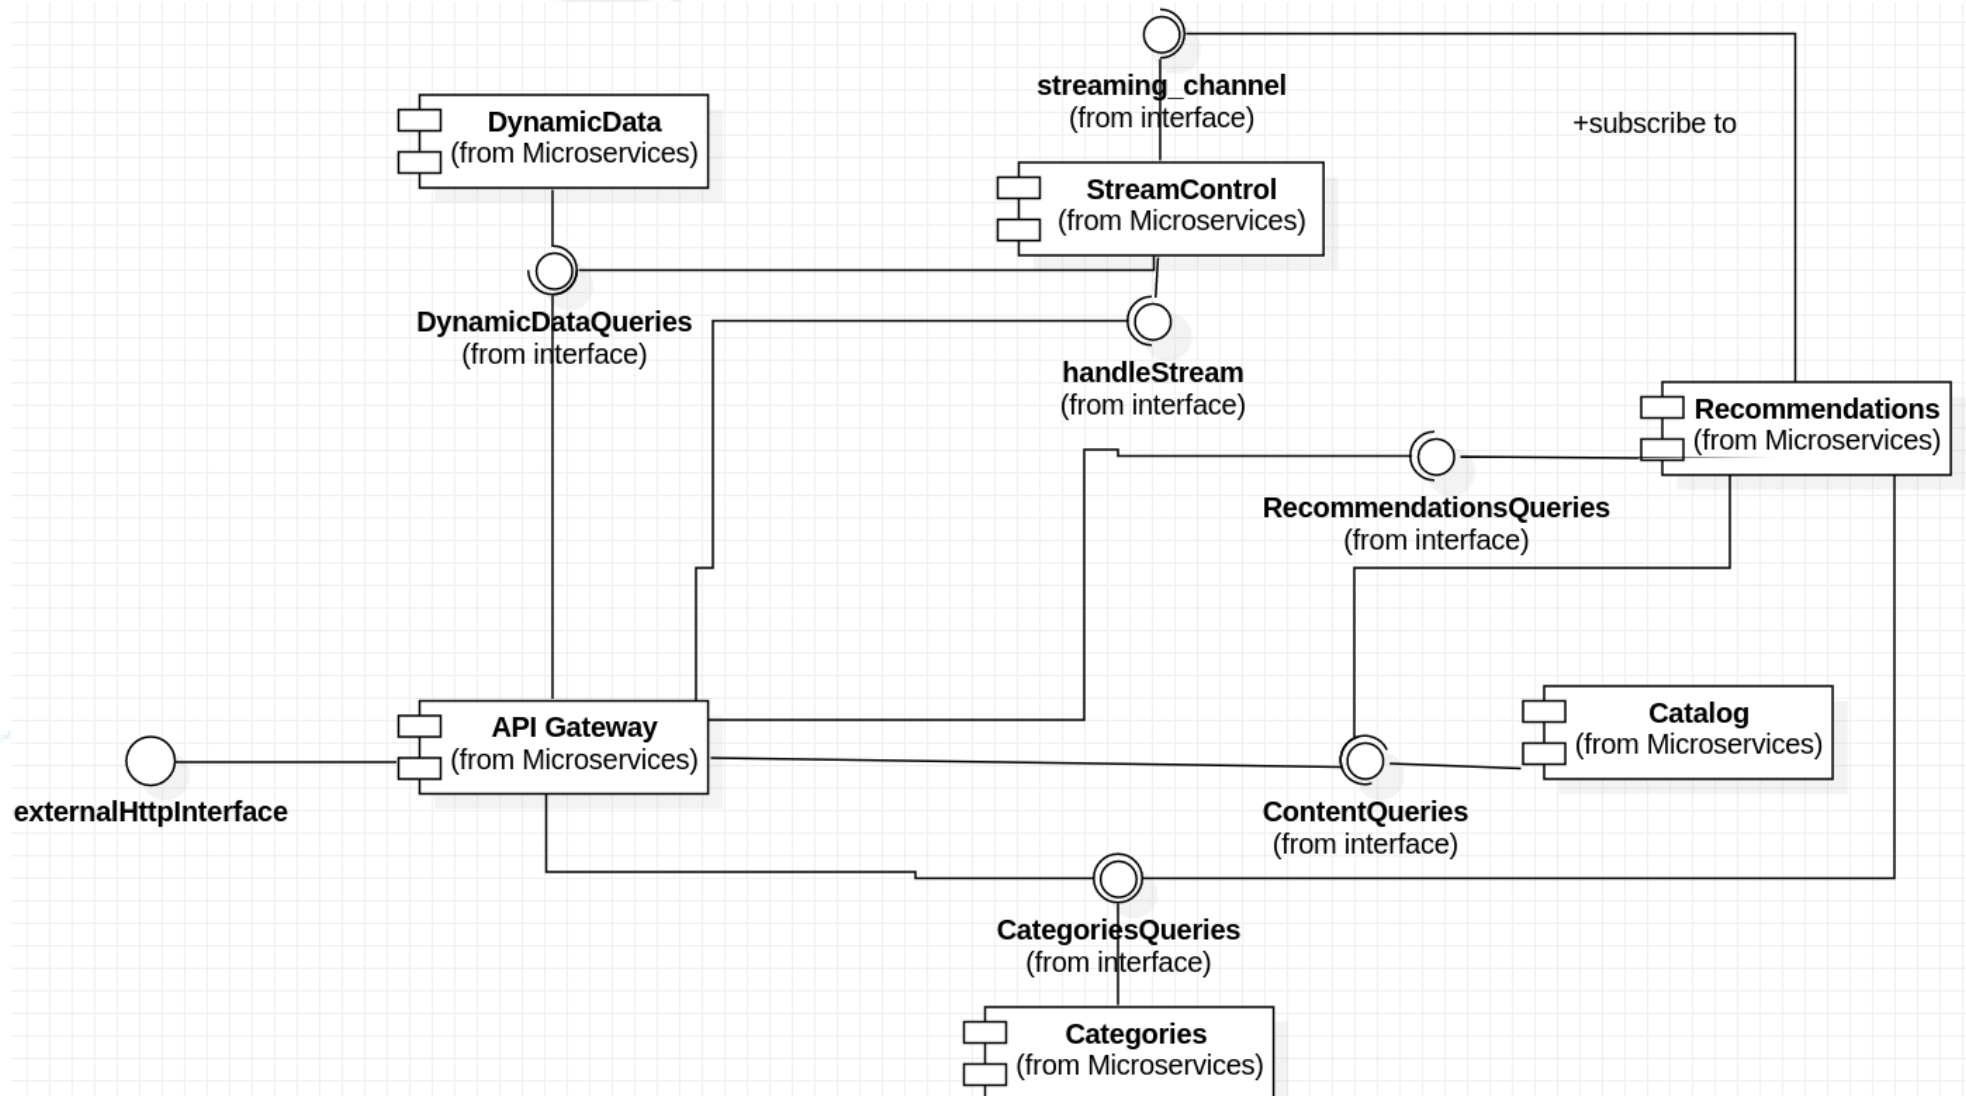 streaming_channel
(from interface)
+subscribe to
DynamicData
(from Microservices)
StreamControl
(from Microservices)
DynamicDataQueries
(from interface)
handleStream
(from interface)
Recommendations
(from Microservices)
RecommendationsQueries
(from interface)
API Gateway
(from Microservices)
Catalog
(from Microservices)
externalHttpInterface
ContentQueries
(from interface)
CategoriesQueries
(from interface)
Categories
(from Microservices)